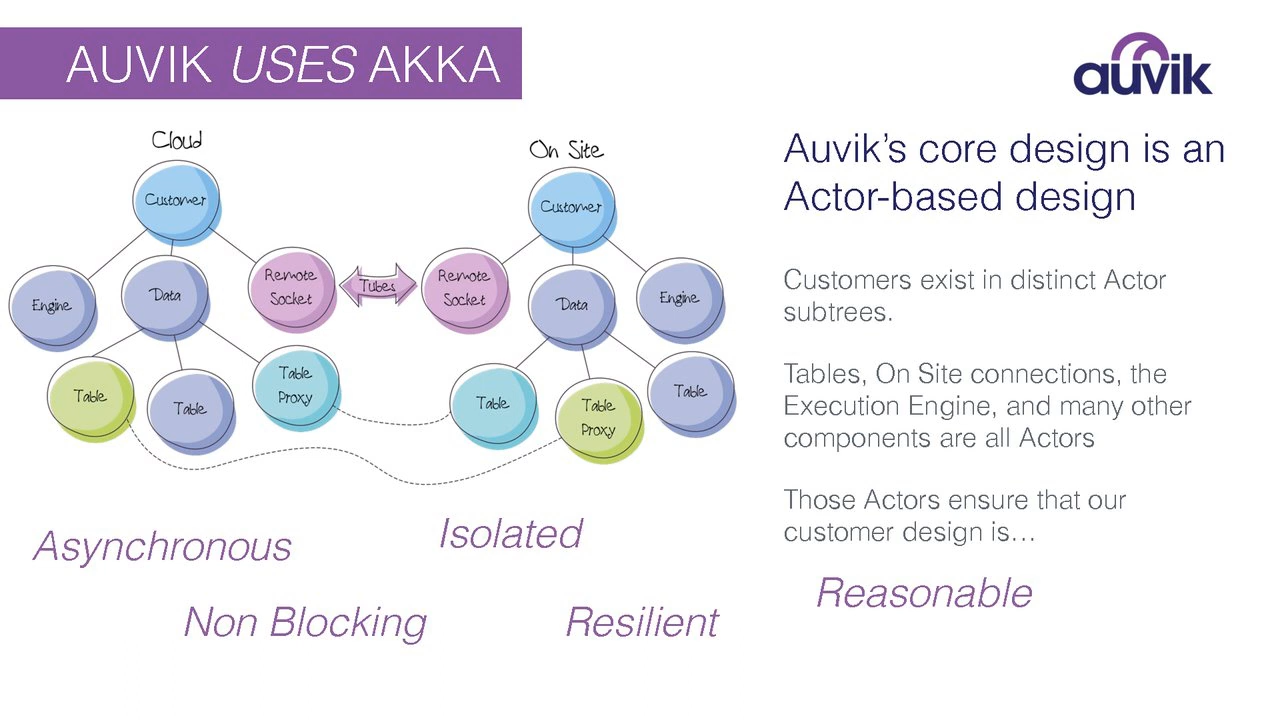 AUVIK USES AKKA
auvik
Cloud
Customer
Engine
Data
Remote
Socket
Table
Table
Table
Proxy
Tubes
On Site
Customer
Remote
Socket
Data
Engine
Table
Table
Proxy
Table
Auvik’s core design is an
Actor-based design
Customers exist in distinct Actor
subtrees.
Tables, On Site connections, the
Execution Engine, and many other
components are all Actors
Those Actors ensure that our
customer design is…
Asynchronous
Isolated
Non Blocking
Resilient
Reasonable